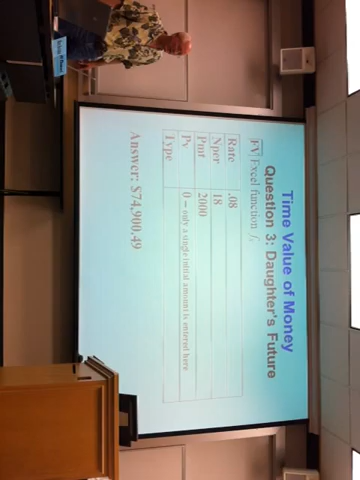 Time Value of Money
Question 3: Daughter's Future
FV Excel function fx
Rate .08
Nper 18
Pmt 2000
Pv 0 – only a single initial amount is entered here
Type
Answer: $74,900.49